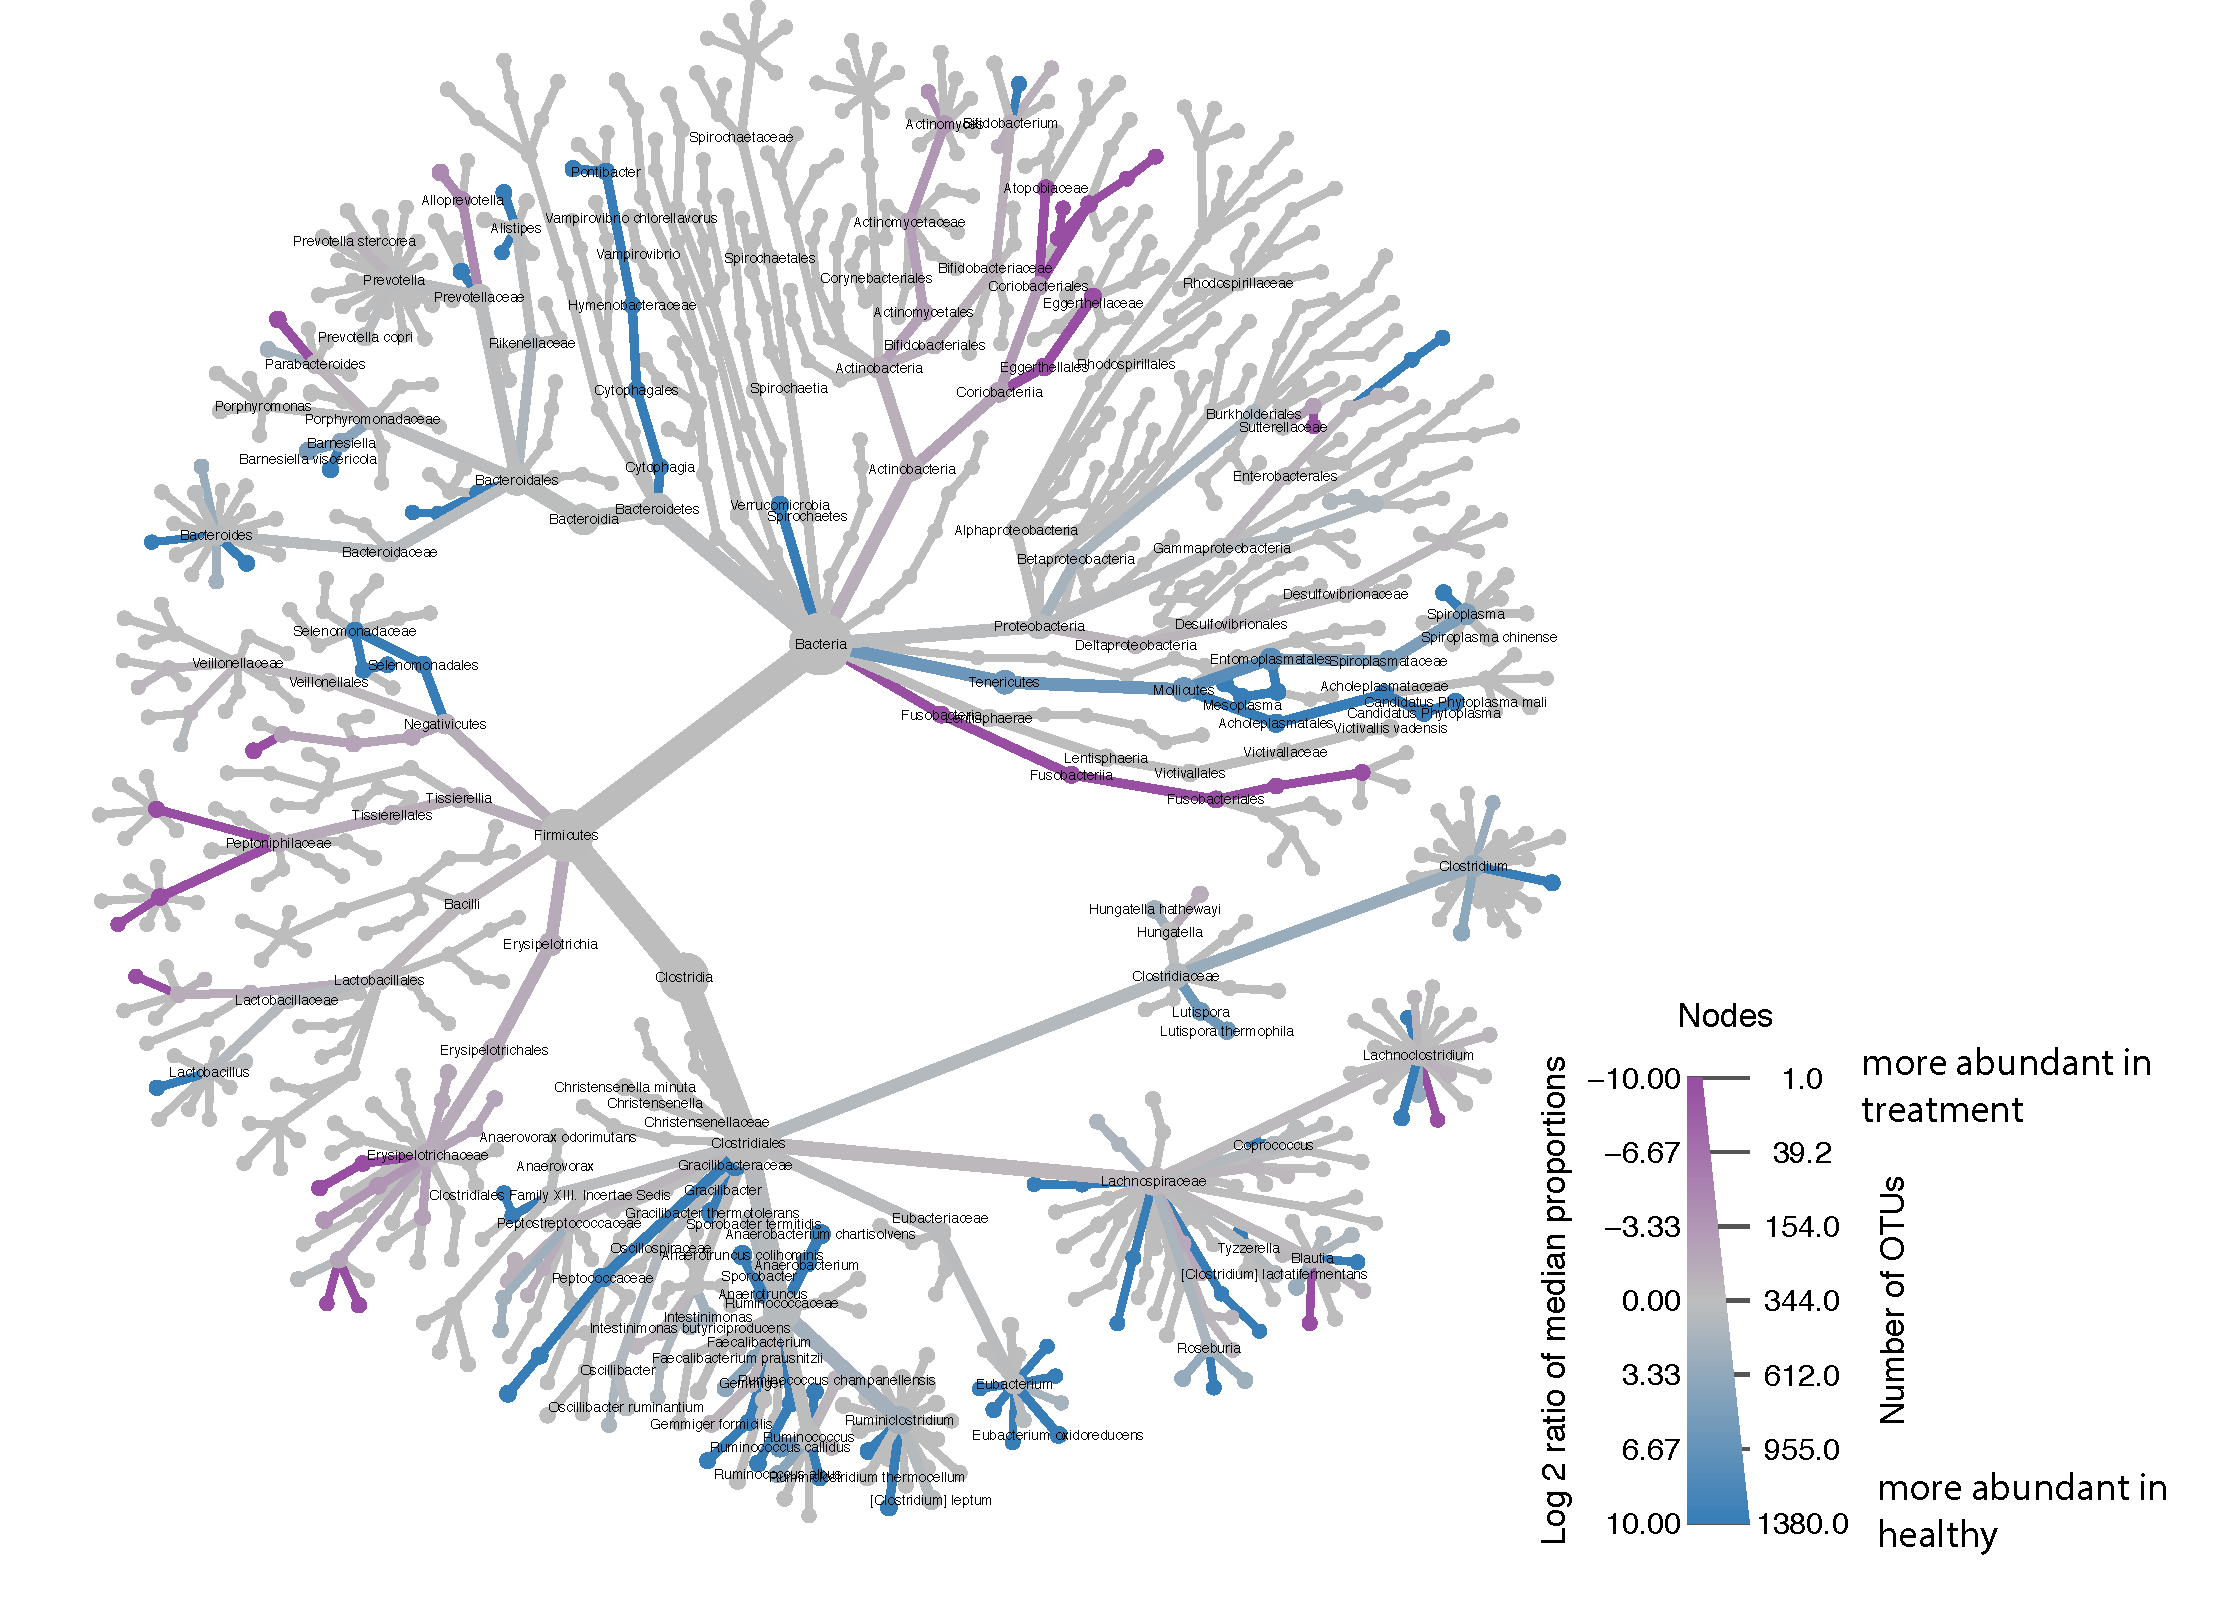 Spirochaetaceae
Actinomyces
Bifidobacterium
Pontibacter
Atopobiaceae
Alloprevotella
Alistipes
Vampirovibrio chlorellavorus
Actinomycetaceae
Prevotella stercorea
Vampirovibrio
Spirochaetales
Bifidobacteriaceae
Prevotella
Corynebacteriales
Coriobacteriales
Rhodospirillaceae
Prevotellaceae
Hymenobacteraceae
Eggerthellaceae
Actinomycetales
Prevotella copri
Rikenellaceae
Bifidobacteriales
Parabacteroides
Actinobacteria
Eggerthellales
Rhodospirillales
Cytophagales
Spirochaetia
Coriobacteriia
Porphyromonas
Porphyromonadaceae
Burkholderiales
Sutterellaceae
Barnesiella
Barnesiella viscericola
Cytophagia
Actinobacteria
Enterobacterales
Bacteroidales
Verrucomicrobia
Bacteroidetes
Spirochaetes
Bacteroidia
Alphaproteobacteria
Bacteroides
Bacteroidaceae
Gammaproteobacteria
Betaproteobacteria
Desulfovibrionaceae
Spiroplasma
Selenomonadaceae
Proteobacteria
Desulfovibrionales
Spiroplasma chinense
Bacteria
Deltaproteobacteria
Veillonellaceae
Selenomonadales
Entomoplasmatales
Spiroplasmataceae
Veillonellales
Tenericutes
Mollicutes
Acholeplasmataceae
Mesoplasma
Candidatus Phytoplasma mali
Candidatus Phytoplasma
Negativicutes
Fusobacteria
Lentisphaerae
Acholeplasmatales
Victivallis vadensis
Victivallaceae
Lentisphaeria
Fusobacteriia
Victivallales
Tissierellia
Fusobacteriales
Tissierellales
Firmicutes
Peptoniphilaceae
Clostridium
Bacilli
Hungatella hathewayi
Hungatella
Erysipelotrichia
Clostridia
Clostridiaceae
Lactobacillales
Lactobacillaceae
Lutispora
Lutispora thermophila
Erysipelotrichales
Lachnoclostridium
Lactobacillus
Christensenella minuta
Christensenella
Christensenellaceae
Anaerovorax odorimutans
Clostridiales
Coprococcus
Erysipelotrichaceae
Anaerovorax
Gracilibacteraceae
Lachnospiraceae
Clostridiales Family XIII. Incertae Sedis
Gracilibacter
Gracilibacter thermotolerans
Peptostreptococcaceae
Sporobacter termitidis
Eubacteriaceae
Anaerobacterium chartisolvens
Oscillospiraceae
Anaerotruncus colihominis
Tyzzerella
Blautia
Anaerobacterium
Peptococcaceae
Sporobacter
[Clostridium] lactatifermentans
Anaerotruncus
Ruminococcaceae
Intestinimonas
Intestinimonas butyriciproducens
Faecalibacterium
Roseburia
Faecalibacterium prausnitzii
Oscillibacter
Gemmiger
Ruminococcus champanellensis
Eubacterium
Oscillibacter ruminantium
Gemmiger formicilis
Ruminiclostridium
Ruminococcus
Eubacterium oxidoreducens
Ruminococcus callidus
Ruminococcus albus
Ruminiclostridium thermocellum
[Clostridium] leptum
Nodes
Log 2 ratio of median proportions
Number of OTUs
−10.00 1.0
−6.67 39.2
−3.33 154.0
0.00 344.0
3.33 612.0
6.67 955.0
10.00 1380.0
more abundant in
treatment
more abundant in
healthy